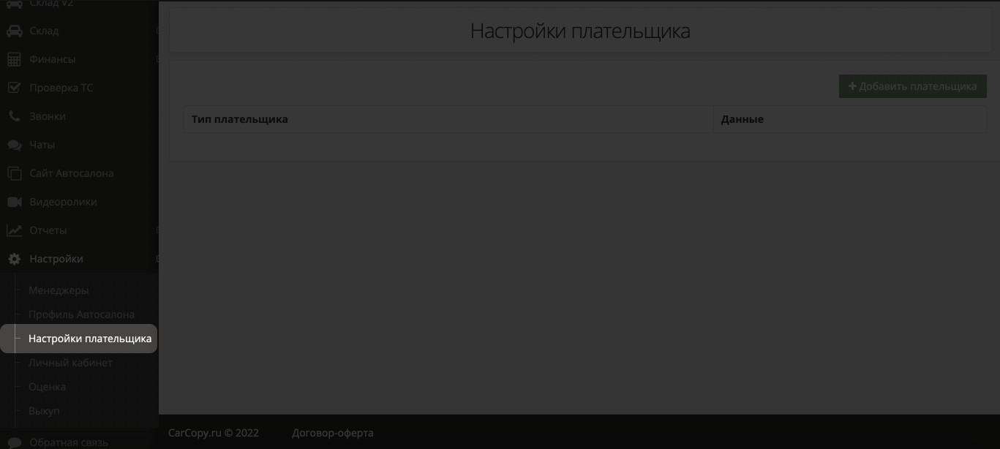 Склад V2
Склад
Финансы
Проверка ТС
Звонки
Чаты
Сайт Автосалона
Видеоролики
Отчеты
Настройки
Менеджеры
Профиль Автосалона
Настройки плательщика
Личный кабинет
Оценка
Выкуп
Обратная связь
Настройки плательщика
Добавить плательщика
Тип плательщика Данные
CarCopy.ru © 2022 Договор-оферта